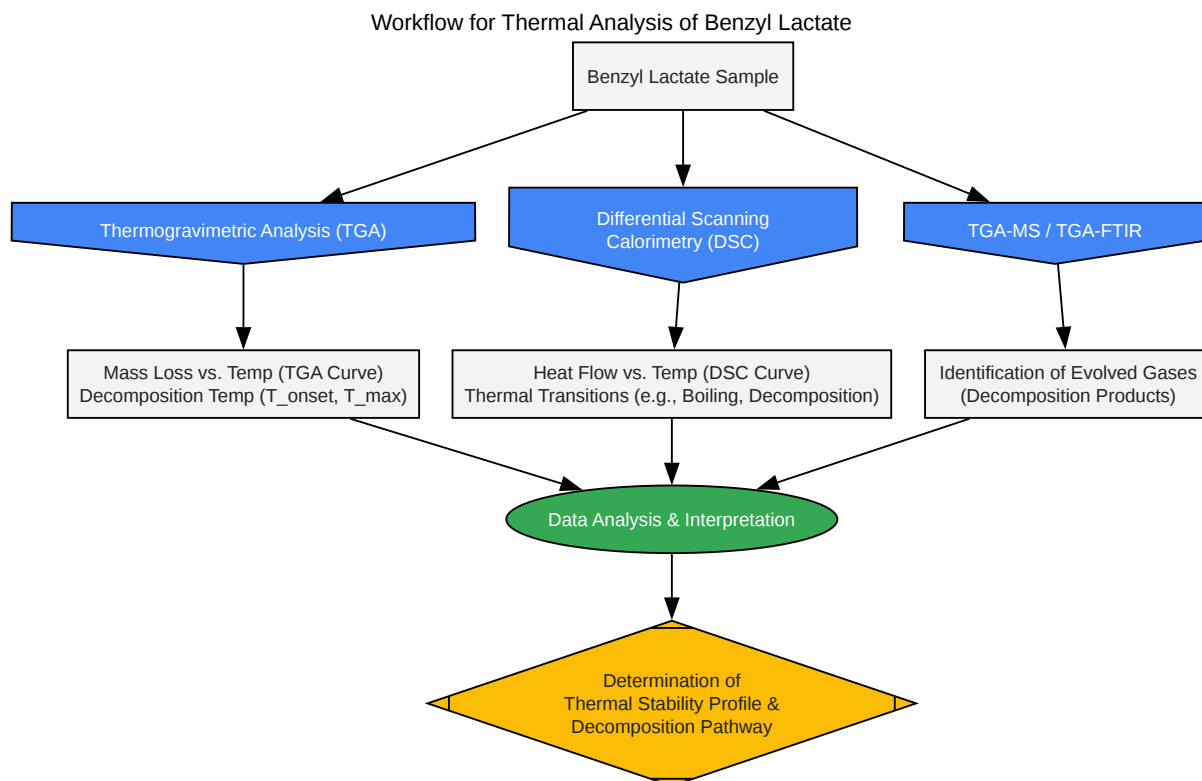 Workflow for Thermal Analysis of Benzyl Lactate
Benzyl Lactate Sample
Thermogravimetric Analysis (TGA)
Differential Scanning
Calorimetry (DSC)
TGA-MS / TGA-FTIR
Mass Loss vs. Temp (TGA Curve)
Decomposition Temp (T_onset, T_max)
Heat Flow vs. Temp (DSC Curve)
Thermal Transitions (e.g., Boiling, Decomposition)
Identification of Evolved Gases
(Decomposition Products)
Data Analysis & Interpretation
Determination of
Thermal Stability Profile &
Decomposition Pathway